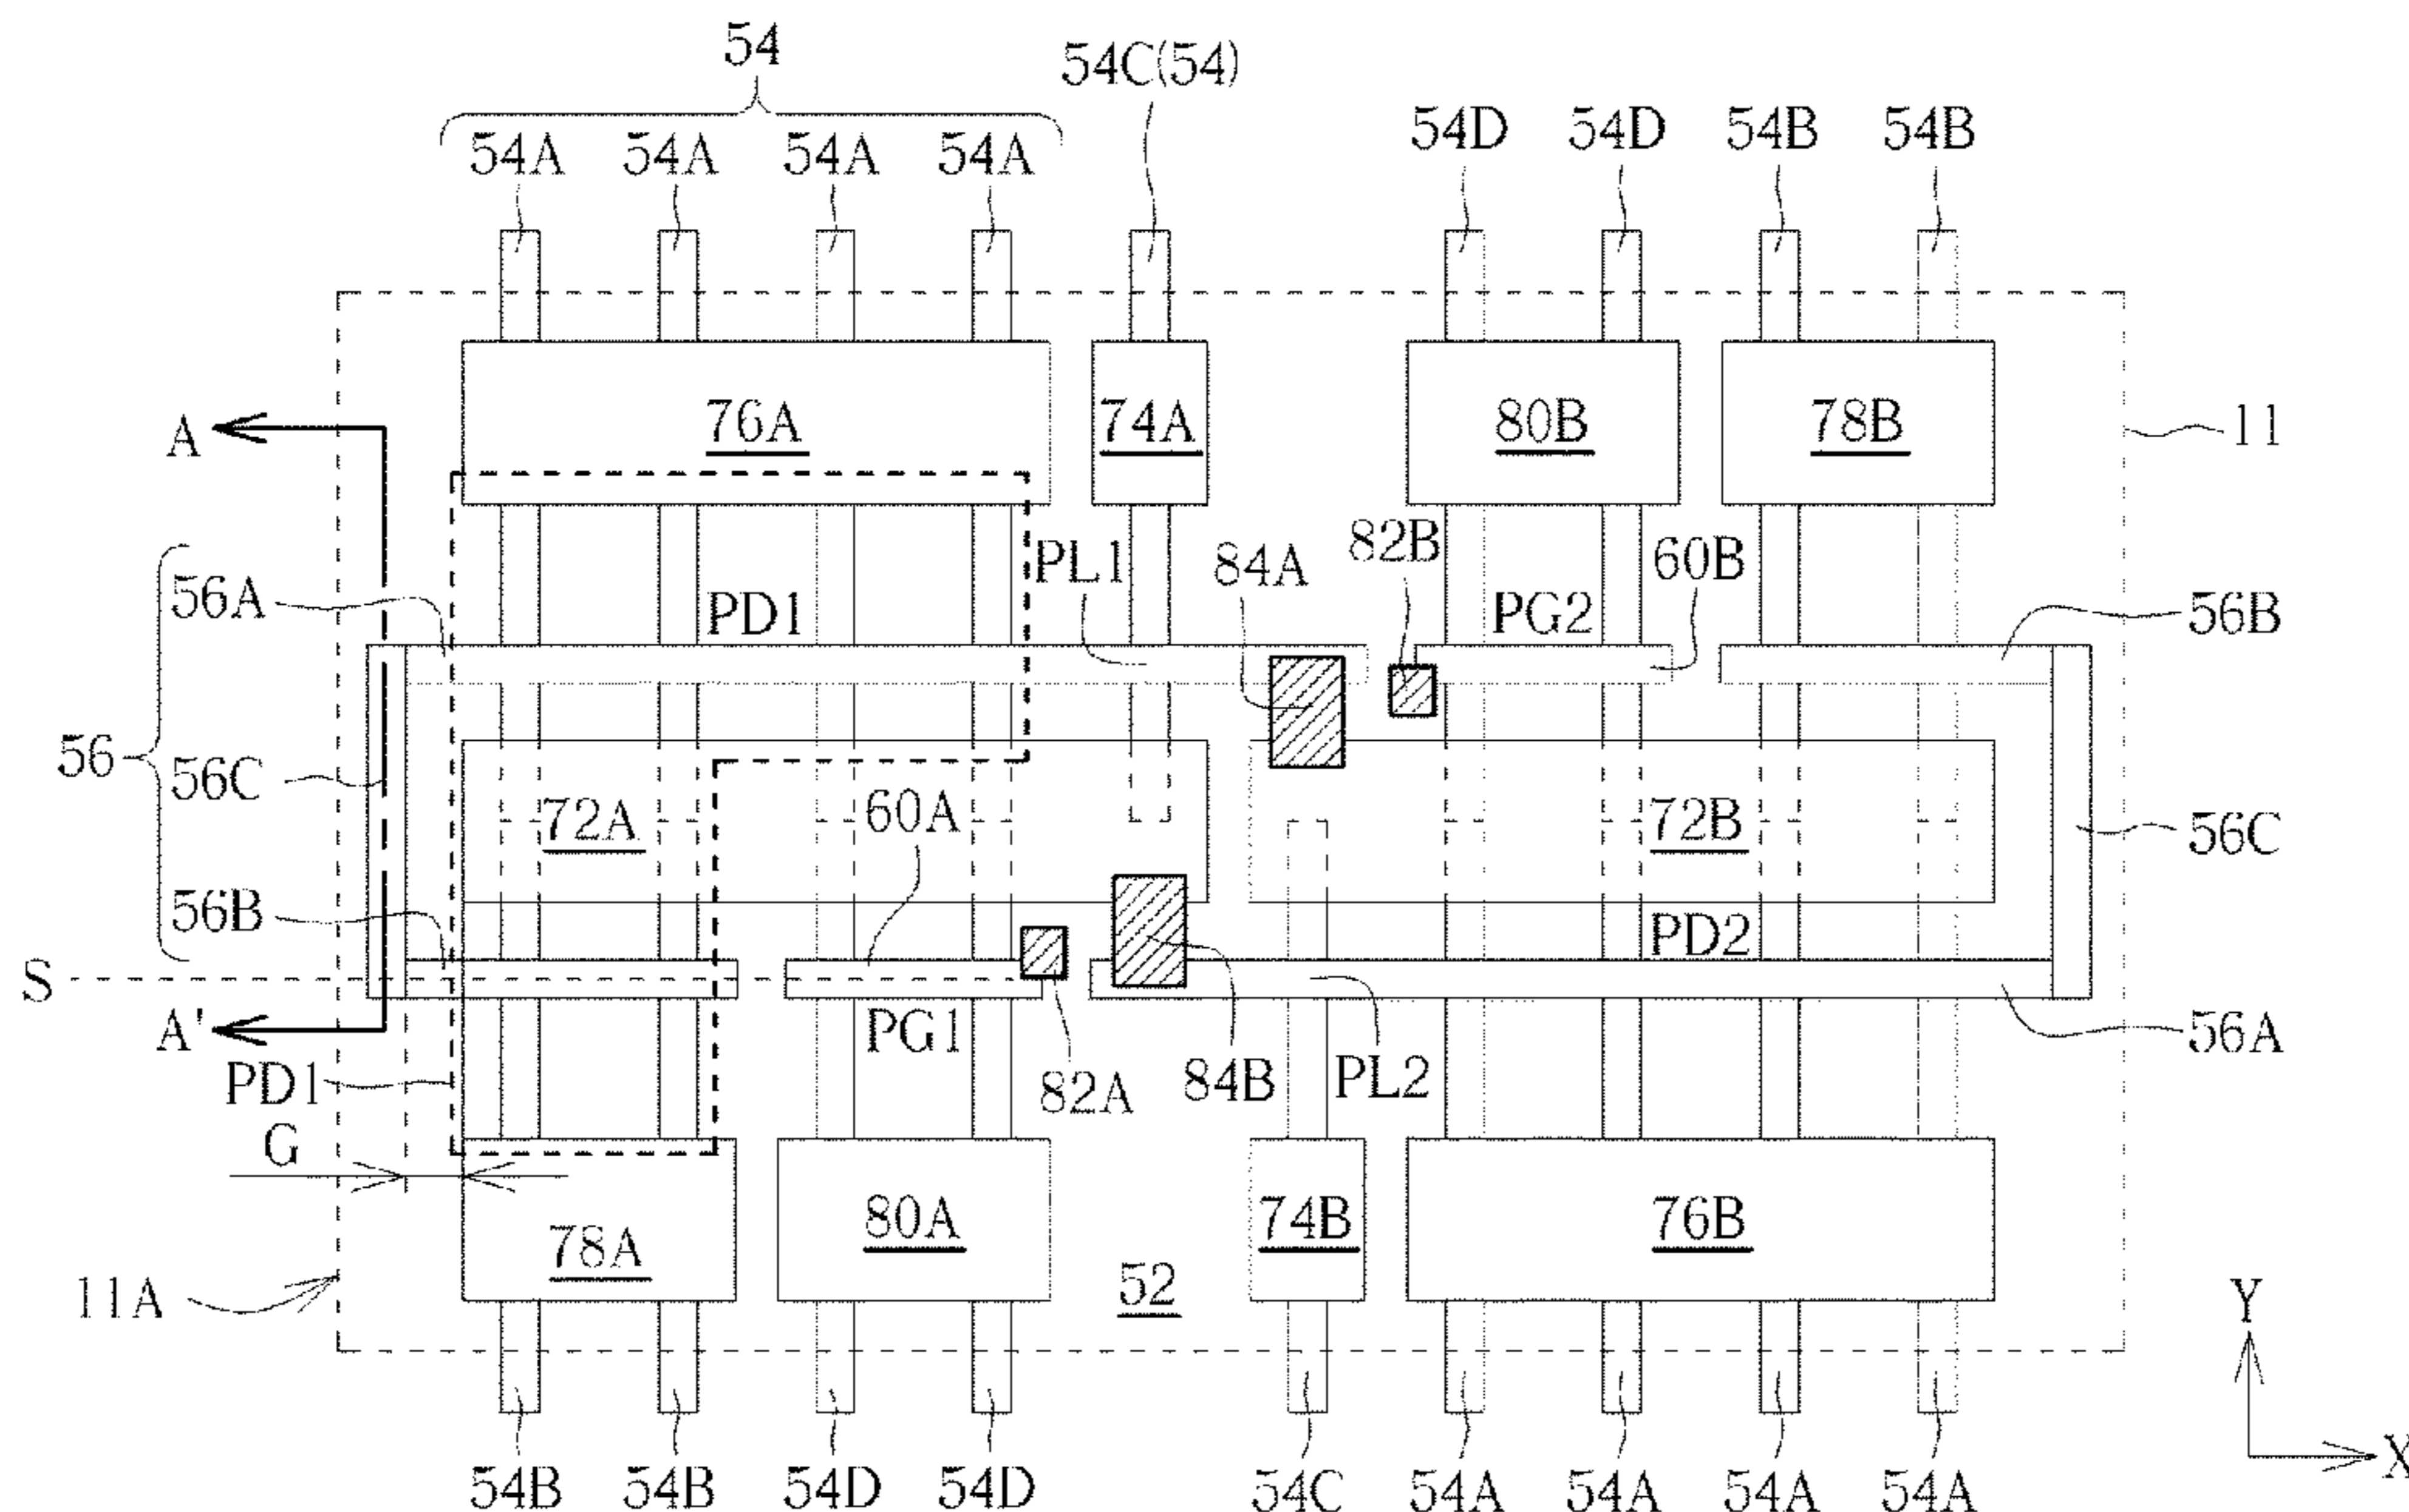 54
54C(54)
54A 54A 54A 54A
54D 54D 54B 54B
76A
74A
80B
78B
11
A
82B
PL1
84A
60B
56A
PD1
PG2
56B
56
56C
72A
60A
72B
56C
56B
PD2
S
A'
PG1
56A
PD1
82A
84B
PL2
G
78A
80A
74B
76B
11A
52
Y
X
54B 54B 54D 54D 54C 54A 54A 54A 54A